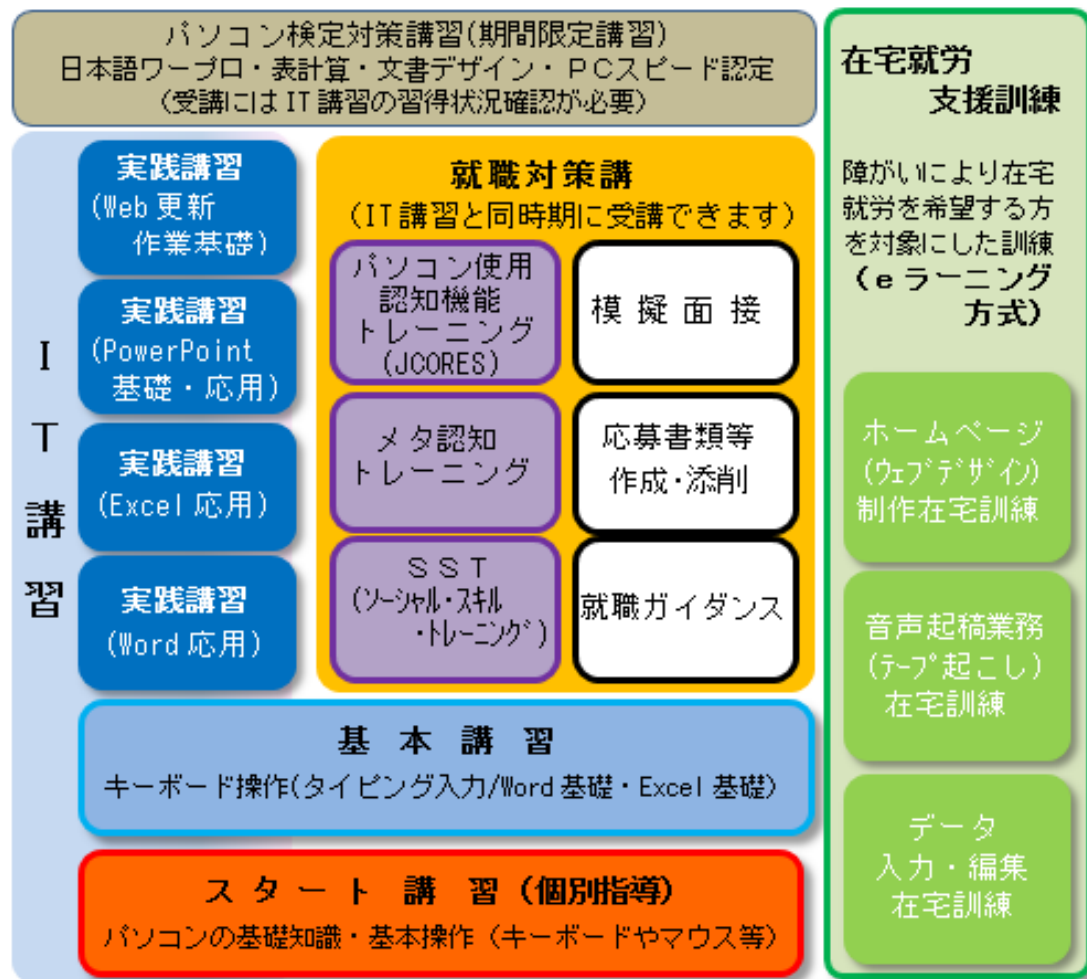 パソコン検定対策講習(期間限定講習)
日本語ワープロ・表計算・文書デザイン・ＰＣスピード認定
(受講にはIT講習の習得状況確認が必要)
ＩＴ講習
実践講習
(Web更新
作業基礎)
実践講習
(PowerPoint
基礎・応用)
実践講習
(Excel応用)
実践講習
(Word応用)
就職対策講
(IT講習と同時期に受講できます)
パソコン使用
認知機能
トレーニング
(JCORES)
模擬面接
メタ認知
トレーニング
応募書類等
作成・添削
ＳＳＴ
(ｿｰｼｬﾙ・ｽｷﾙ
・ﾄﾚｰﾆﾝｸﾞ)
就職ガイダンス
基本講習
キーボード操作(タイピング入力/Word基礎・Excel基礎)
スタート講習(個別指導)
パソコンの基礎知識・基本操作（キーボードやマウス等）
在宅就労
支援訓練
障がいにより在宅
就労を希望する方
を対象にした訓練
(eラーニング
方式)
ホームページ
(ｳｪﾌﾞﾃﾞｻﾞｲﾝ)
制作在宅訓練
音声起稿業務
(ﾃｰﾌﾟ起こし)
在宅訓練
データ
入力・編集
在宅訓練